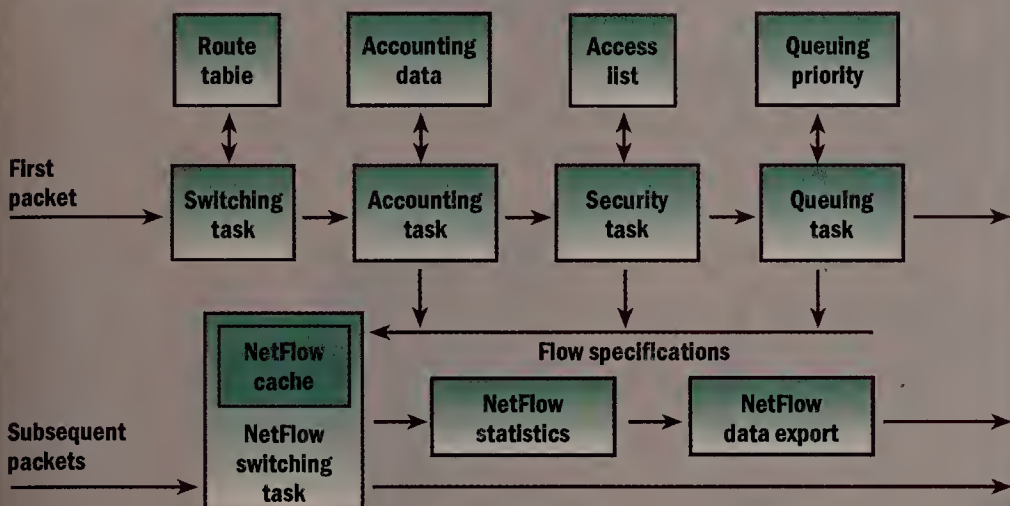 Route
table
Accounting
data
Access
list
Queuing
priority
First
packet
Switching
task
Accounting
task
Security
task
Queuing
task
Flow specifications
NetFlow
cache
NetFlow
switching
task
NetFlow
statistics
NetFlow
data export
Subsequent
packets